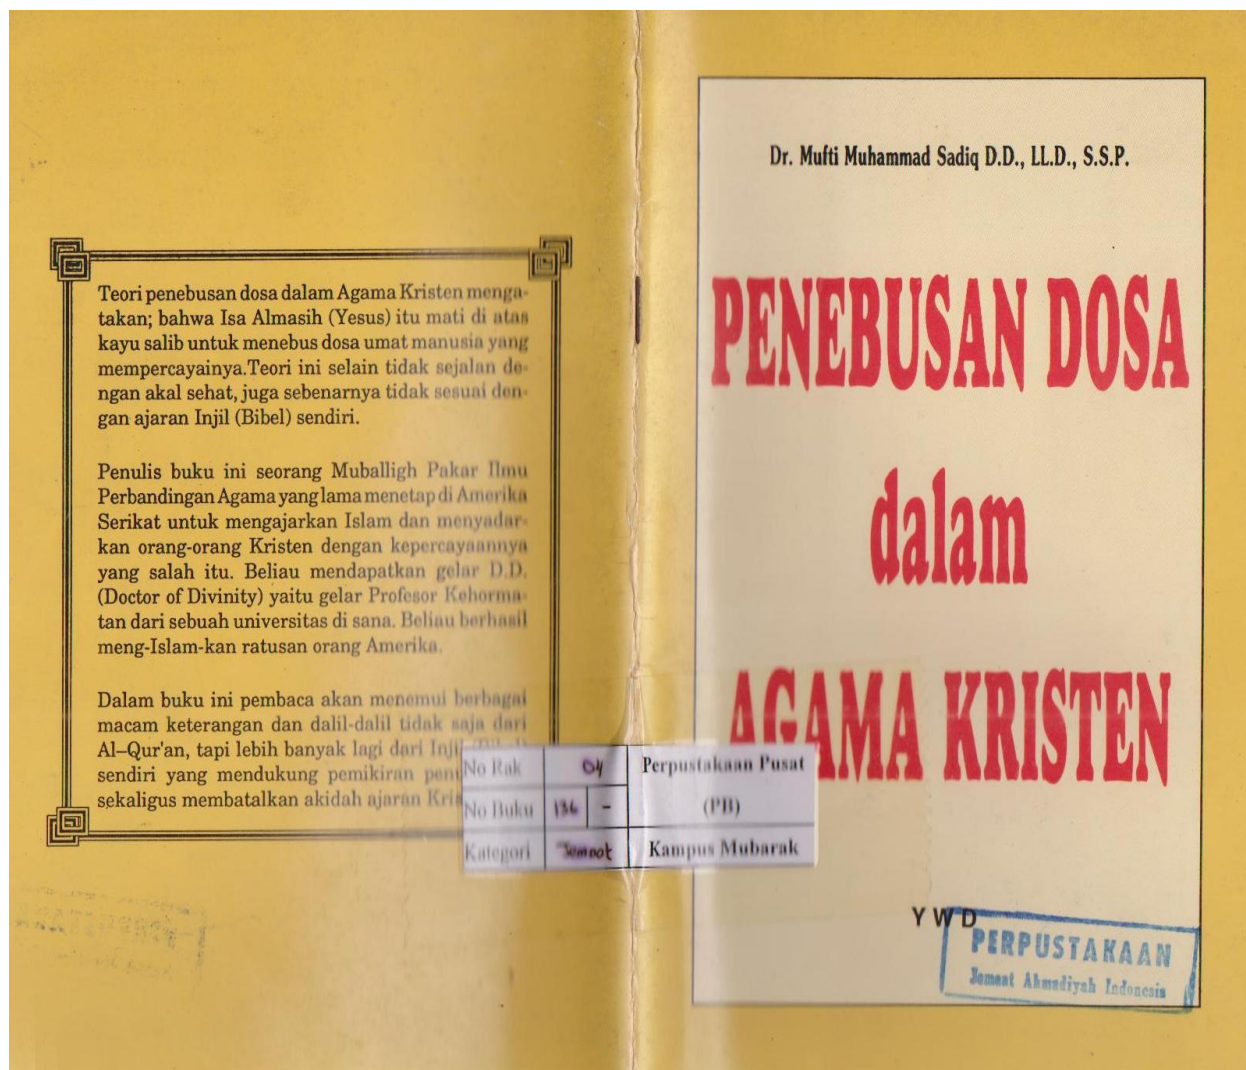 Teori penebusan dosa dalam Agama Kristen menga-
takan; bahwa Isa Almasih (Yesus) itu mati di atas
kayu salib untuk menebus dosa umat manusia yang
mempercayainya.Teori ini selain tidak sejalan de-
ngan akal sehat, juga sebenarnya tidak sesuai den-
gan ajaran Injil (Bibel) sendiri.
Penulis buku ini seorang Muballigh Pakar Ilmu
Perbandingan Agama yang lama menetap di Amerika
Serikat untuk mengajarkan Islam dan menyadar-
kan orang-orang Kristen dengan kepercayaannya
yang salah itu. Beliau mendapatkan gelar D.D.
(Doctor of Divinity) yaitu gelar Profesor Kehorma-
tan dari sebuah universitas di sana. Beliau berhasil
meng-Islam-kan ratusan orang Amerika.
Dalam buku ini pembaca akan menemui berbagai
macam keterangan dan dalil-dalil tidak saja dari
Al–Qur'an, tapi lebih banyak lagi dari Injil
sendiri yang mendukung pemikiran
sekaligus membatalkan akidah ajaran
No Rak 04 Perpustakaan Pusat
No Buku 136 - (PB)
Kategori Jemaat Kampus Mubarak
Dr. Mufti Muhammad Sadiq D.D., LL.D., S.S.P.
PENEBUSAN DOSA
dalam
AGAMA KRISTEN
Y W D
PERPUSTAKAAN
Jemaat Ahmadiyah Indonesia